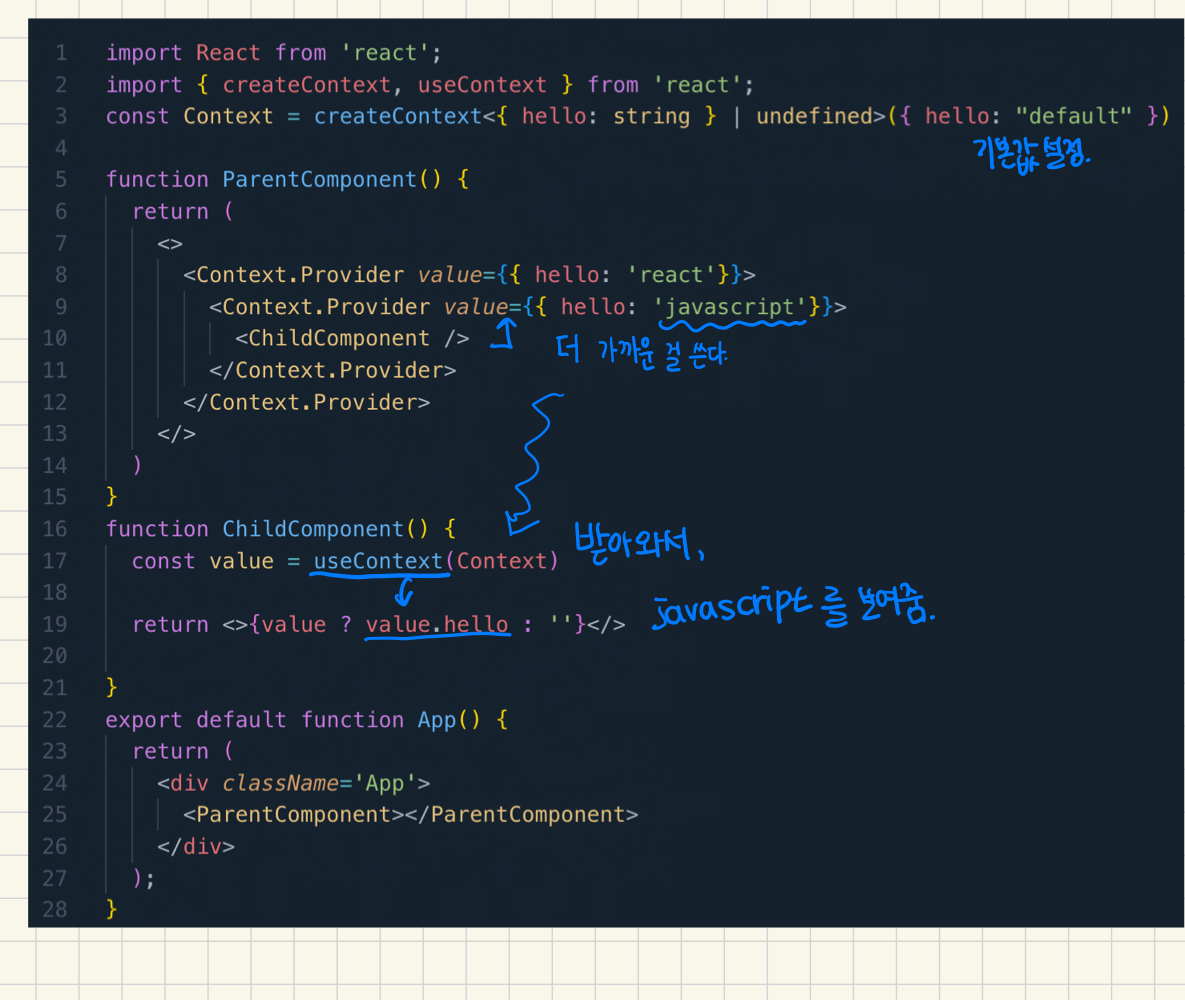 1 import React from 'react';
2 import { createContext, useContext } from 'react';
3 const Context = createContext<{ hello: string } | undefined>({ hello: "default" })
기본값 설정.
4
5 function ParentComponent() {
6 return (
7 <>
8 <Context.Provider value={{ hello: 'react'}}>
9 <Context.Provider value={{ hello: 'javascript'}}>
10 <ChildComponent />
더 가까운 걸 쓴다.
11 </Context.Provider>
12 </Context.Provider>
13 </>
14 )
15 }
16 function ChildComponent() {
받아와서,
17 const value = useContext(Context)
18
javascript를 보여줌.
19 return <>{value ? value.hello : ''}</>
20
21 }
22 export default function App() {
23 return (
24 <div className='App'>
25 <ParentComponent></ParentComponent>
26 </div>
27 );
28 }